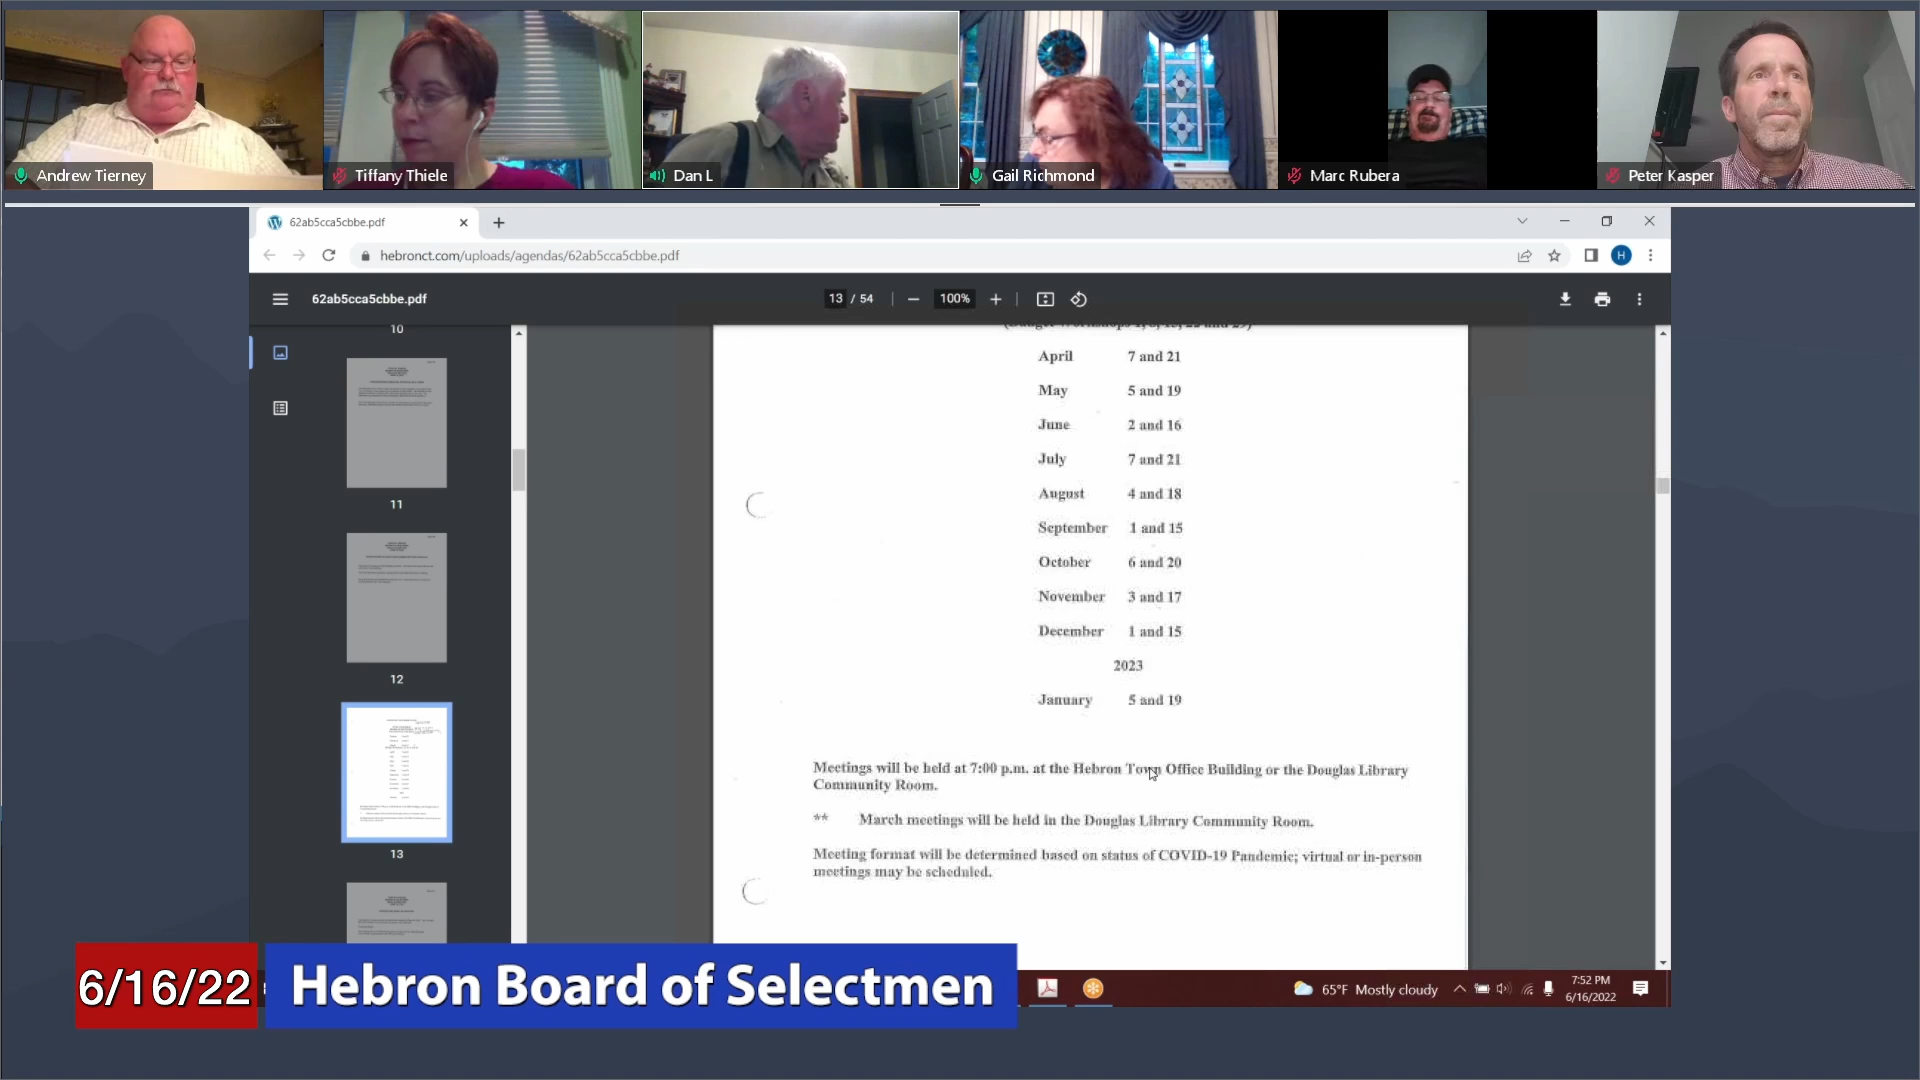 Andrew Tierney
Tiffany Thiele
Dan L
Gail Richmond
Marc Rubera
Peter Kasper
62ab5cca5cbbe.pdf
hebronct.com/uploads/agendas/62ab5cca5cbbe.pdf
H
62ab5cca5cbbe.pdf
13 / 54
100%
10
11
12
13
April 7 and 21
May 5 and 19
June 2 and 16
July 7 and 21
August 4 and 18
September 1 and 15
October 6 and 20
November 3 and 17
December 1 and 15
2023
January 5 and 19
Meetings will be held at 7:00 p.m. at the Hebron Town Office Building or the Douglas Library
Community Room.
** March meetings will be held in the Douglas Library Community Room.
Meeting format will be determined based on status of COVID-19 Pandemic; virtual or in-person
meetings may be scheduled.
6/16/22
Hebron Board of Selectmen
65°F Mostly cloudy
7:52 PM
6/16/2022